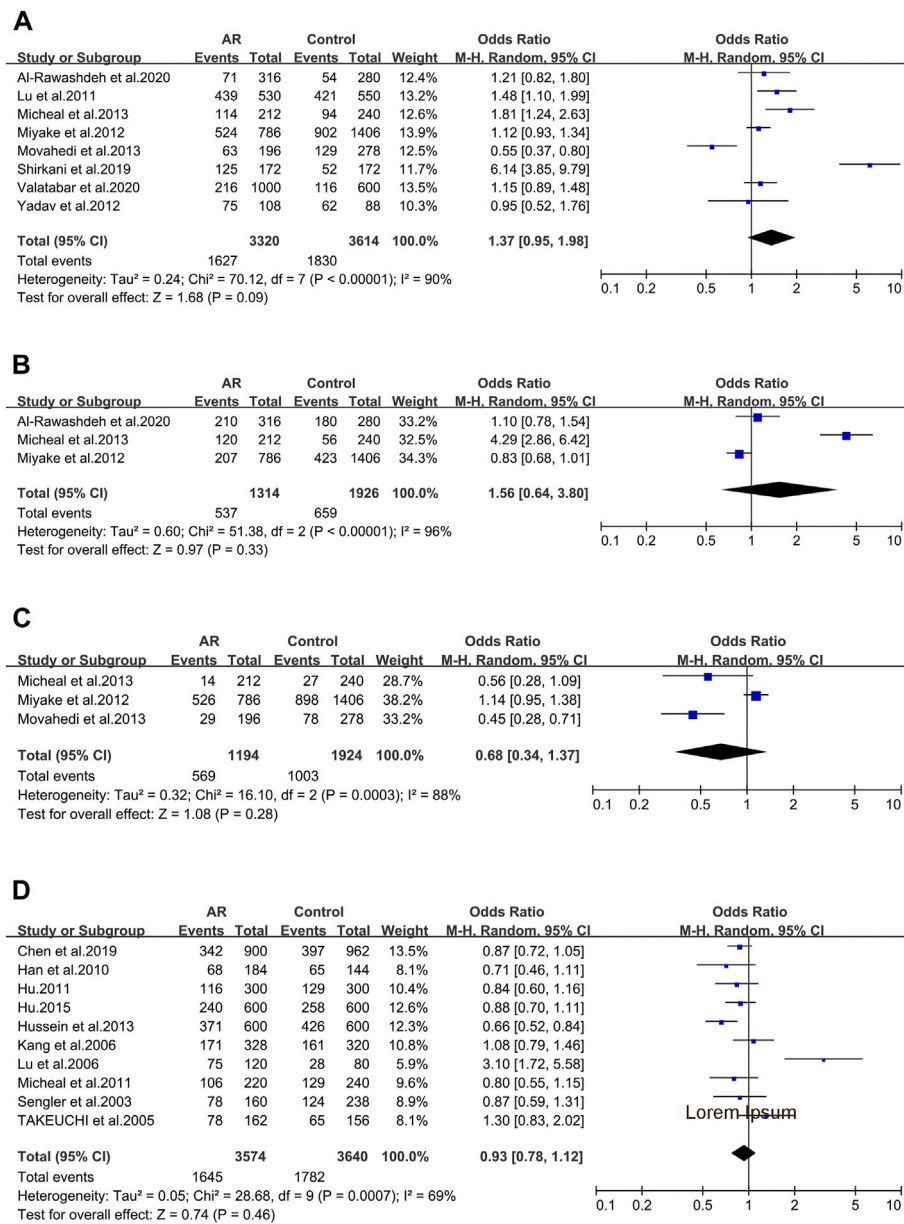 A
AR Control Odds Ratio Odds Ratio
Study or Subgroup Events Total Events Total Weight M-H, Random, 95% CI M-H, Random, 95% CI
Al-Rawashdeh et al.2020 71 316 54 280 12.4% 1.21 [0.82, 1.80]
Lu et al.2011 439 530 421 550 13.2% 1.48 [1.10, 1.99]
Micheal et al.2013 114 212 94 240 12.6% 1.81 [1.24, 2.63]
Miyake et al.2012 524 786 902 1406 13.9% 1.12 [0.93, 1.34]
Movahedi et al.2013 63 196 129 278 12.5% 0.55 [0.37, 0.80]
Shirkani et al.2019 125 172 52 172 11.7% 6.14 [3.85, 9.79]
Valatabar et al.2020 216 1000 116 600 13.5% 1.15 [0.89, 1.48]
Yadav et al.2012 75 108 62 88 10.3% 0.95 [0.52, 1.76]
Total (95% CI) 3320 3614 100.0% 1.37 [0.95, 1.98]
Total events 1627 1830
Heterogeneity: Tau² = 0.24; Chi² = 70.12, df = 7 (P < 0.00001); I² = 90%
Test for overall effect: Z = 1.68 (P = 0.09)
0.1 0.2 0.5 1 2 5 10
B
AR Control Odds Ratio Odds Ratio
Study or Subgroup Events Total Events Total Weight M-H, Random, 95% CI M-H, Random, 95% CI
Al-Rawashdeh et al.2020 210 316 180 280 33.2% 1.10 [0.78, 1.54]
Micheal et al.2013 120 212 56 240 32.5% 4.29 [2.86, 6.42]
Miyake et al.2012 207 786 423 1406 34.3% 0.83 [0.68, 1.01]
Total (95% CI) 1314 1926 100.0% 1.56 [0.64, 3.80]
Total events 537 659
Heterogeneity: Tau² = 0.60; Chi² = 51.38, df = 2 (P < 0.00001); I² = 96%
Test for overall effect: Z = 0.97 (P = 0.33)
0.1 0.2 0.5 1 2 5 10
C
AR Control Odds Ratio Odds Ratio
Study or Subgroup Events Total Events Total Weight M-H, Random, 95% CI M-H, Random, 95% CI
Micheal et al.2013 14 212 27 240 28.7% 0.56 [0.28, 1.09]
Miyake et al.2012 526 786 898 1406 38.2% 1.14 [0.95, 1.38]
Movahedi et al.2013 29 196 78 278 33.2% 0.45 [0.28, 0.71]
Total (95% CI) 1194 1924 100.0% 0.68 [0.34, 1.37]
Total events 569 1003
Heterogeneity: Tau² = 0.32; Chi² = 16.10, df = 2 (P = 0.0003); I² = 88%
Test for overall effect: Z = 1.08 (P = 0.28)
0.1 0.2 0.5 1 2 5 10
D
AR Control Odds Ratio Odds Ratio
Study or Subgroup Events Total Events Total Weight M-H, Random, 95% CI M-H, Random, 95% CI
Chen et al.2019 342 900 397 962 13.5% 0.87 [0.72, 1.05]
Han et al.2010 68 184 65 144 8.1% 0.71 [0.46, 1.11]
Hu.2011 116 300 129 300 10.2% 0.84 [0.60, 1.16]
Hu.2015 240 600 258 600 12.6% 0.88 [0.70, 1.11]
Hussein et al.2013 371 600 426 600 12.3% 0.66 [0.52, 0.84]
Kang et al.2006 171 328 161 320 10.8% 1.08 [0.79, 1.46]
Lu et al.2006 75 120 28 80 5.9% 3.10 [1.72, 5.58]
Micheal et al.2011 106 220 129 240 9.6% 0.80 [0.55, 1.15]
Sengler et al.2003 78 160 124 238 8.9% 0.87 [0.59, 1.31]
Lorem Ipsum
TAKEUCHI et al.2005 78 162 65 156 8.1% 1.30 [0.83, 2.02]
Total (95% CI) 3574 3640 100.0% 0.93 [0.78, 1.12]
Total events 1645 1782
Heterogeneity: Tau² = 0.05; Chi² = 28.68, df = 9 (P = 0.0007); I² = 69%
Test for overall effect: Z = 0.74 (P = 0.46)
0.1 0.2 0.5 1 2 5 10